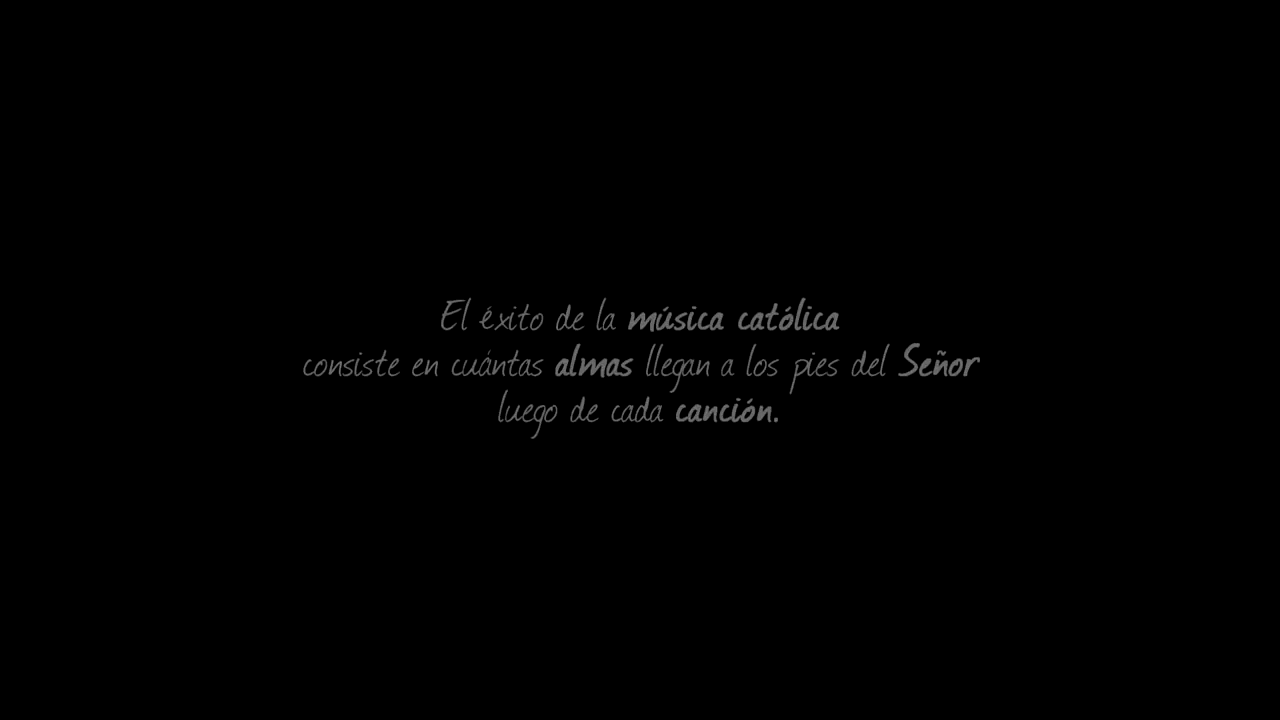 El éxito de la música católica
consiste en cuántas almas llegan a los pies del Señor
luego de cada canción.